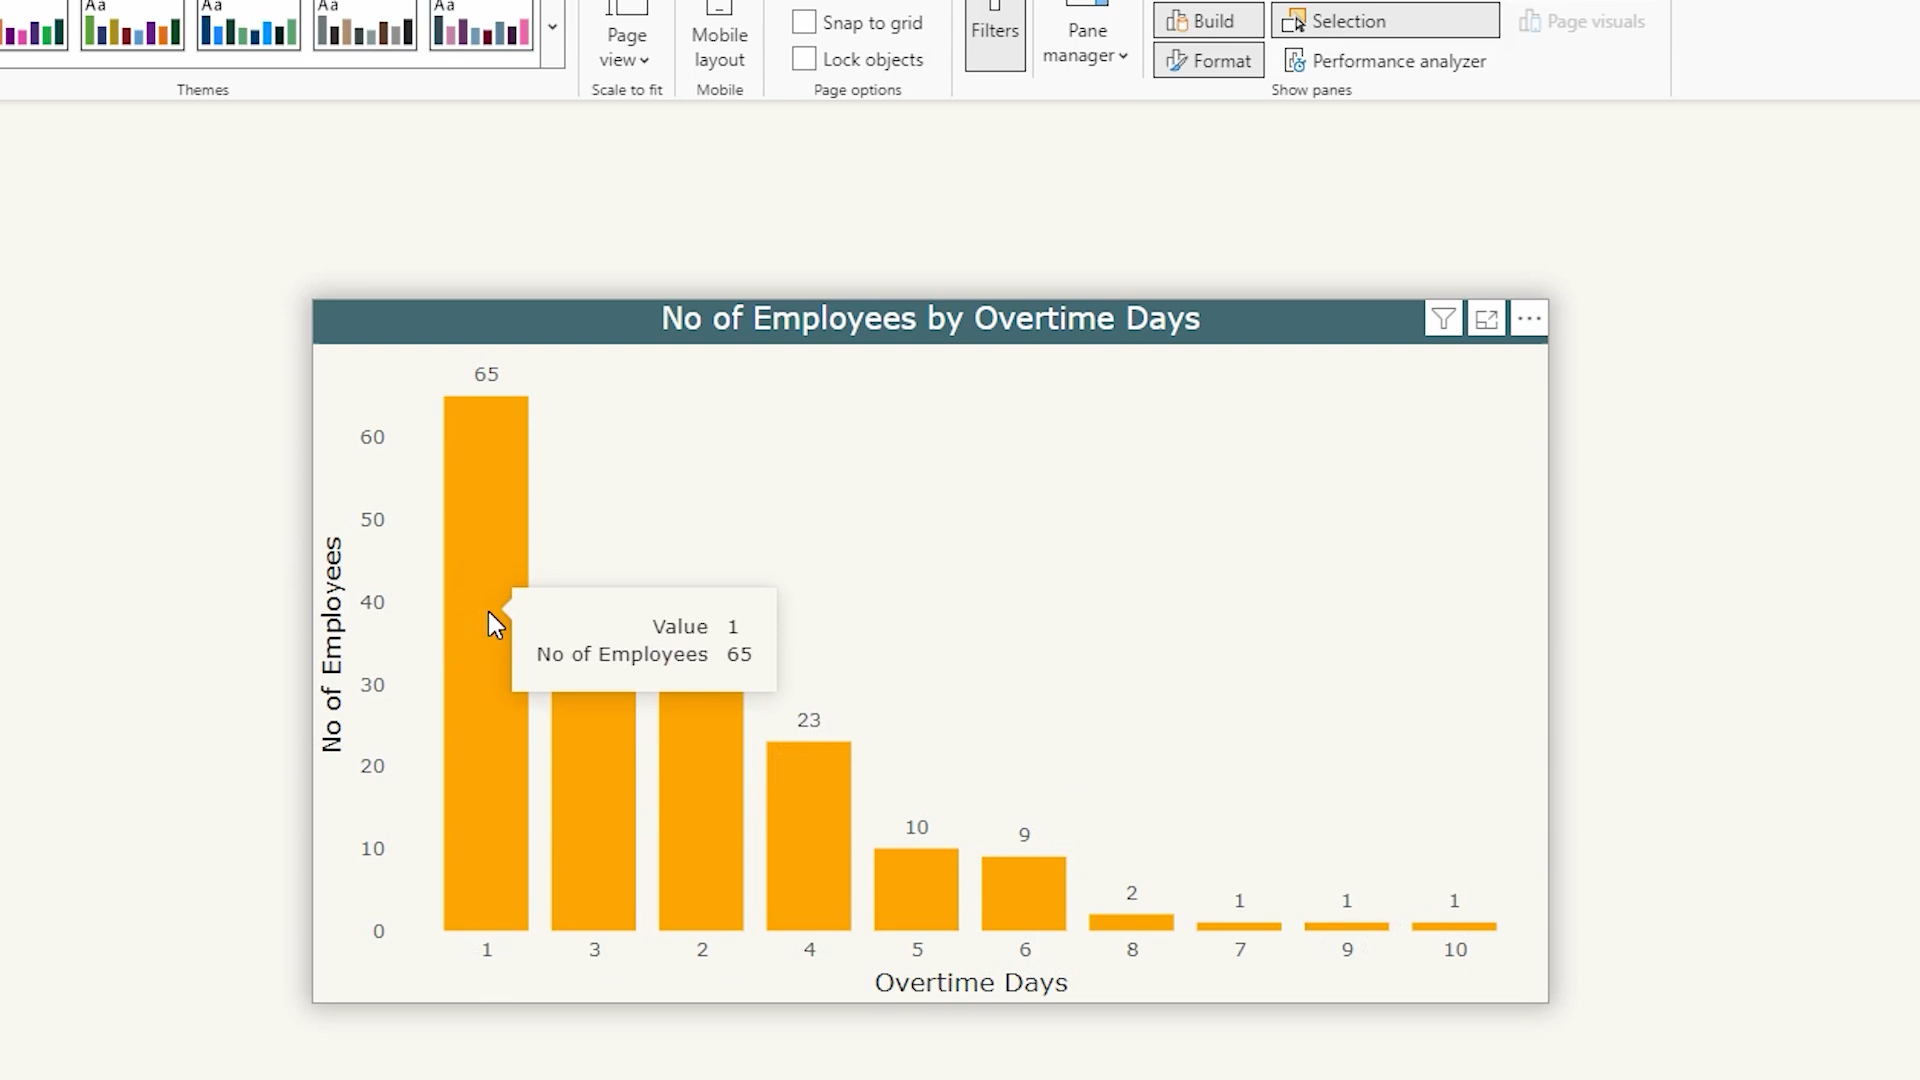 Aa Aa Aa Aa
Page view
Mobile layout
Snap to grid
Lock objects
Filters
Pane manager
Build
Selection
Page visuals
Format
Performance analyzer
Themes
Scale to fit
Mobile
Page options
Show panes
No of Employees by Overtime Days
65
60
50
40
30
20
10
0
No of Employees
Value 1
No of Employees 65
23
10
9
2
1
1
1
1 3 2 4 5 6 8 7 9 10
Overtime Days